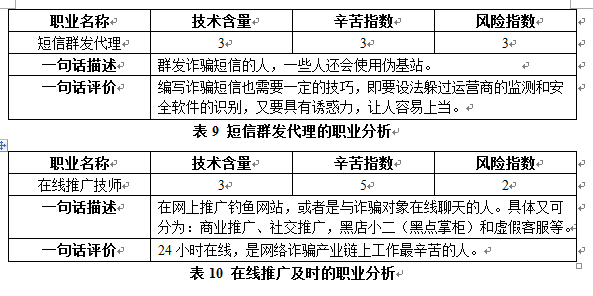 职业名称 技术含量 辛苦指数 风险指数
短信群发代理 3 3 3
一句话描述 群发诈骗短信的人，一些人还会使用伪基站。
一句话评价 编写诈骗短信也需要一定的技巧，即要设法躲过运营商的监测和安
全软件的识别，又要具有诱惑力，让人容易上当。
表 9 短信群发代理的职业分析
职业名称 技术含量 辛苦指数 风险指数
在线推广技师 3 5 2
一句话描述 在网上推广钓鱼网站，或者是与诈骗对象在线聊天的人。具体又可
分为：商业推广、社交推广，黑店小二（黑点掌柜）和虚假客服等。
一句话评价 24 小时在线，是网络诈骗产业链上工作最辛苦的人。
表 10 在线推广及时的职业分析